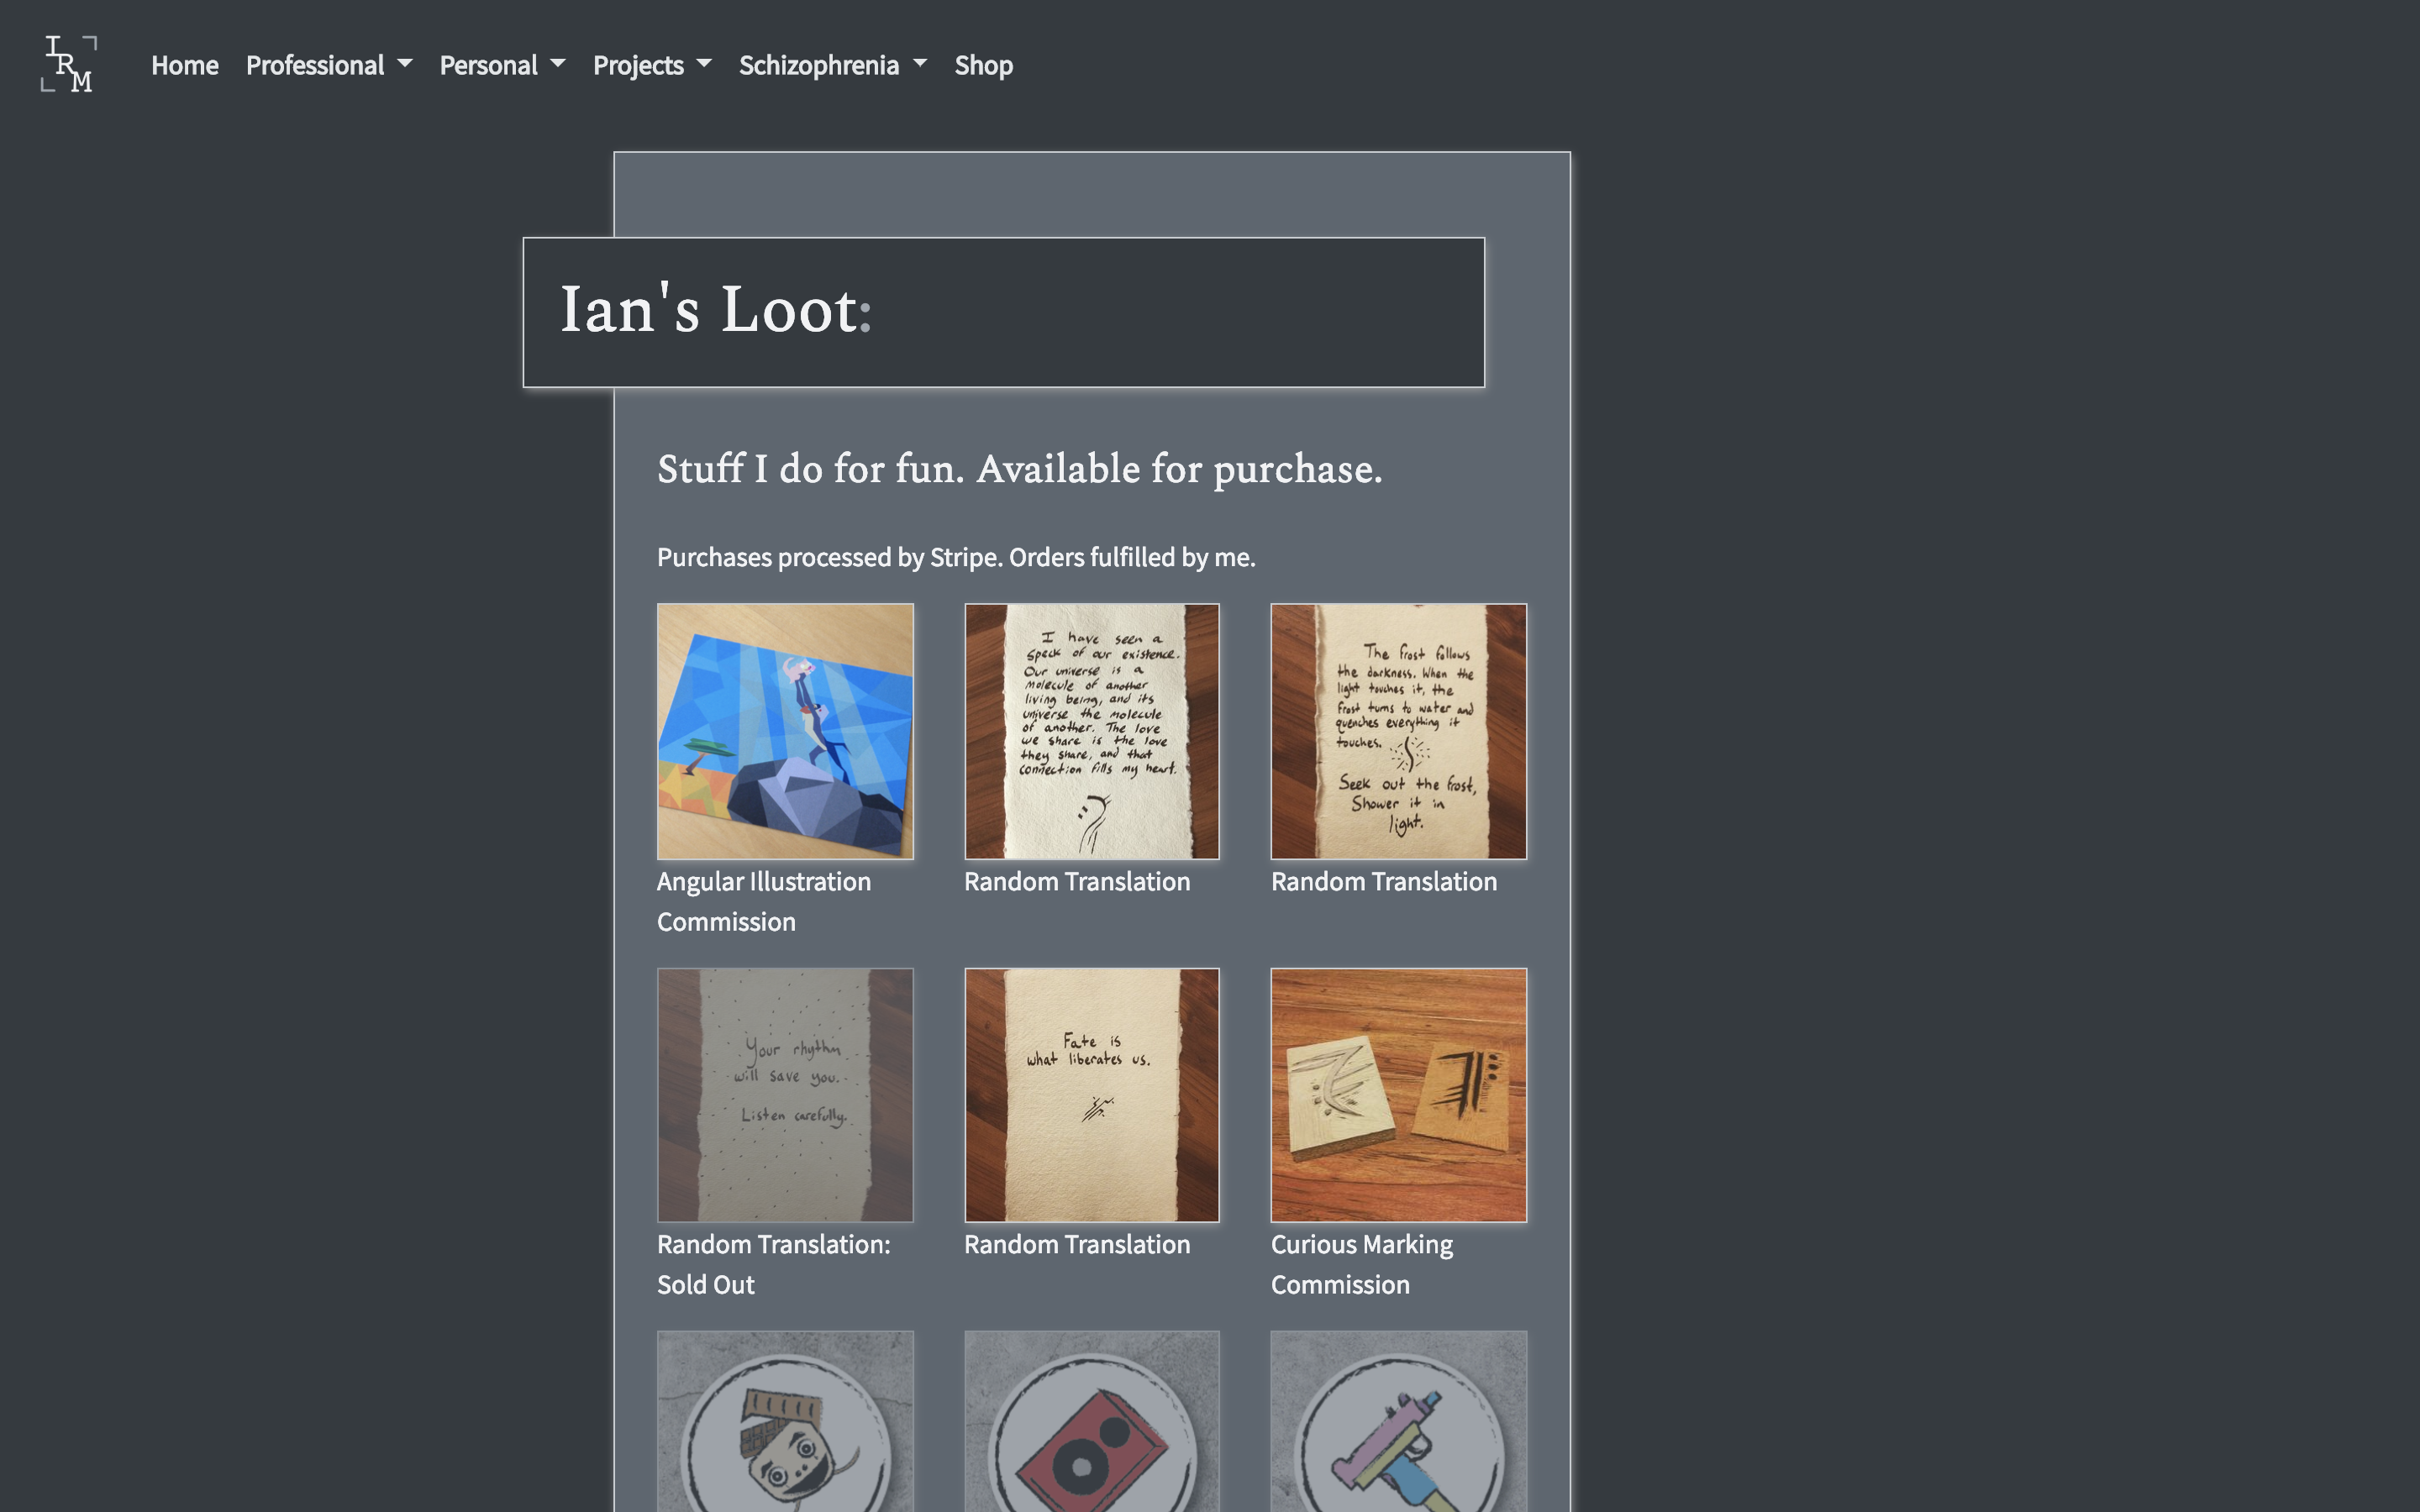 I
R
M
Home Professional Personal Projects Schizophrenia Shop
Ian's Loot:
Stuff I do for fun. Available for purchase.
Purchases processed by Stripe. Orders fulfilled by me.
I have seen a
speck of our existence.
Our universe is a
molecule of another
living being, and its
universe the molecule
of another. The love
we share is the love
they share, and that
connection fills my heart.
The frost follows
the darkness. When the
light touches it, the
frost turns to water and
quenches everything it
touches.
Seek out the frost,
Shower it in
light.
Angular Illustration
Commission
Random Translation
Random Translation
Your rhythm
will save you.
Listen carefully.
Fate is
what liberates us.
Random Translation:
Sold Out
Random Translation
Curious Marking
Commission